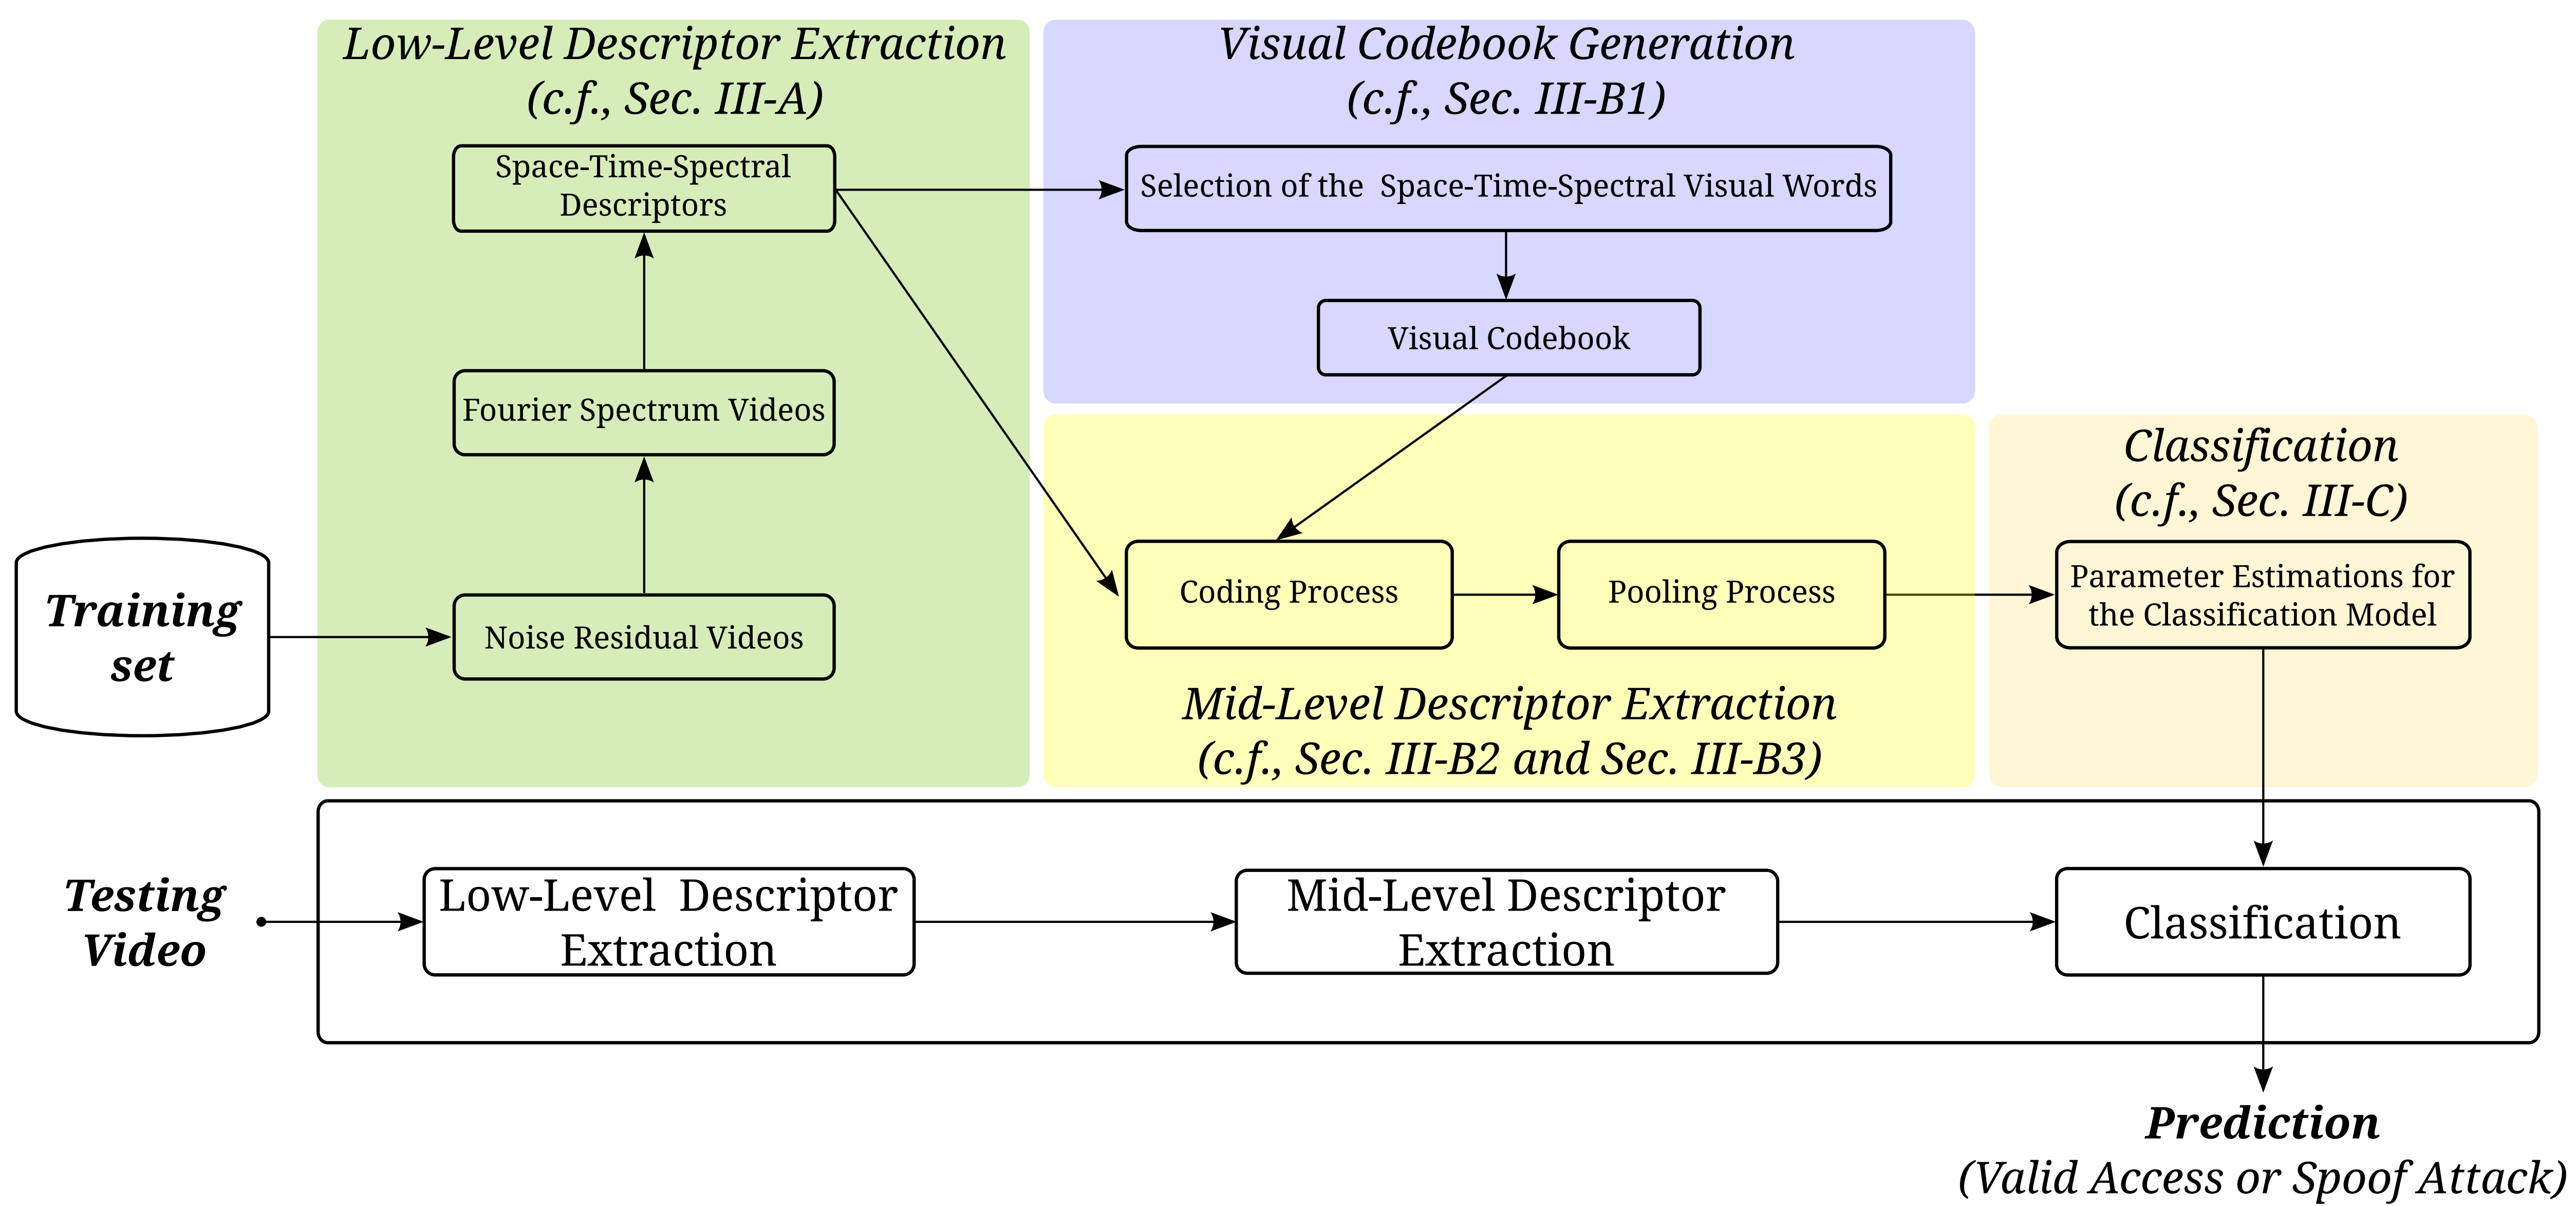 Low-Level Descriptor Extraction
(c.f., Sec. III-A)
Space-Time-Spectral
Descriptors
Fourier Spectrum Videos
Noise Residual Videos
Training
set
Visual Codebook Generation
(c.f., Sec. III-B1)
Selection of the  Space-Time-Spectral Visual Words
Visual Codebook
Coding Process
Pooling Process
Mid-Level Descriptor Extraction
(c.f., Sec. III-B2 and Sec. III-B3)
Classification
(c.f., Sec. III-C)
Parameter Estimations for
the Classification Model
Testing
Video
Low-Level  Descriptor
Extraction
Mid-Level Descriptor
Extraction
Classification
Prediction
(Valid Access or Spoof Attack)